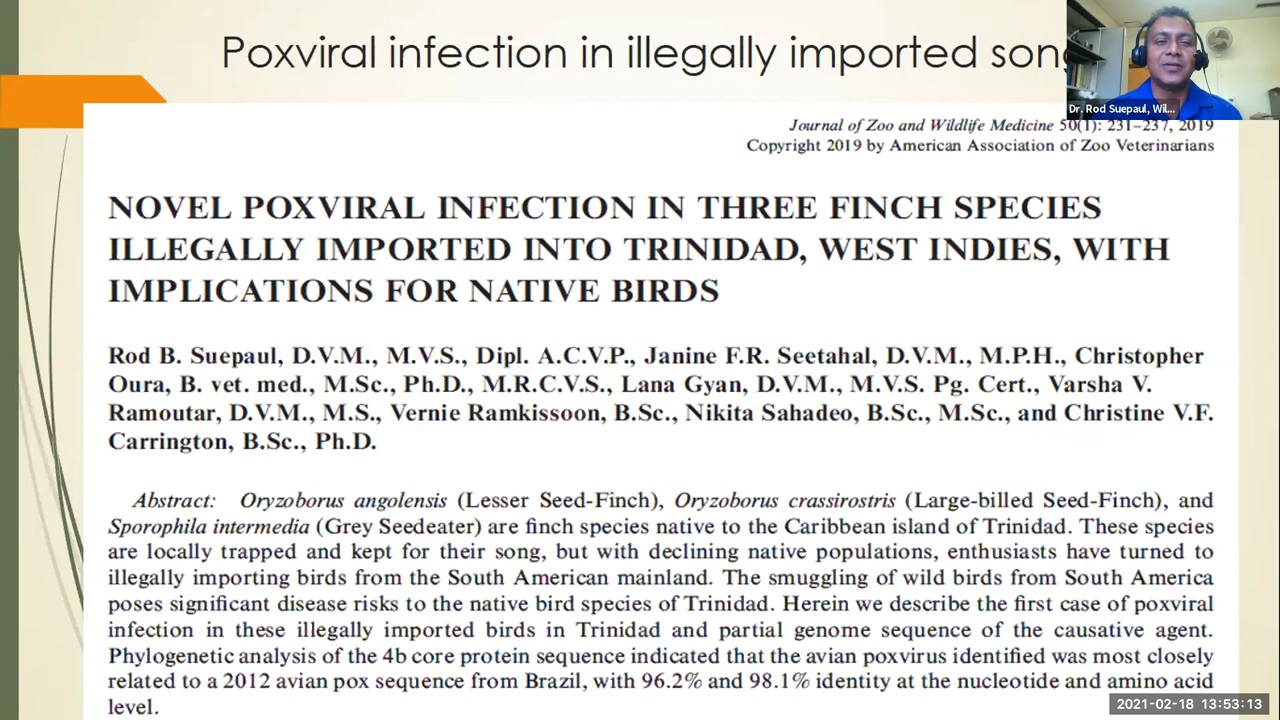 Poxviral infection in illegally imported
Dr. Rod Suepaul, Wil...
Journal of Zoo and Wildlife Medicine 50(1): 231–237, 2019
Copyright 2019 by American Association of Zoo Veterinarians
NOVEL POXVIRAL INFECTION IN THREE FINCH SPECIES
ILLEGALLY IMPORTED INTO TRINIDAD, WEST INDIES, WITH
IMPLICATIONS FOR NATIVE BIRDS
Rod B. Suepaul, D.V.M., M.V.S., Dipl. A.C.V.P., Janine F.R. Seetahal, D.V.M., M.P.H., Christopher
Oura, B. vet. med., M.Sc., Ph.D., M.R.C.V.S., Lana Gyan, D.V.M., M.V.S. Pg. Cert., Varsha V.
Ramoutar, D.V.M., M.S., Vernie Ramkissoon, B.Sc., Nikita Sahadeo, B.Sc., M.Sc., and Christine V.F.
Carrington, B.Sc., Ph.D.
Abstract: Oryzoborus angolensis (Lesser Seed-Finch), Oryzoborus crassirostris (Large-billed Seed-Finch), and
Sporophila intermedia (Grey Seedeater) are finch species native to the Caribbean island of Trinidad. These species
are locally trapped and kept for their song, but with declining native populations, enthusiasts have turned to
illegally importing birds from the South American mainland. The smuggling of wild birds from South America
poses significant disease risks to the native bird species of Trinidad. Herein we describe the first case of poxviral
infection in these illegally imported birds in Trinidad and partial genome sequence of the causative agent.
Phylogenetic analysis of the 4b core protein sequence indicated that the avian poxvirus identified was most closely
related to a 2012 avian pox sequence from Brazil, with 96.2% and 98.1% identity at the nucleotide and amino acid
level.
2021-02-18 13:53:13